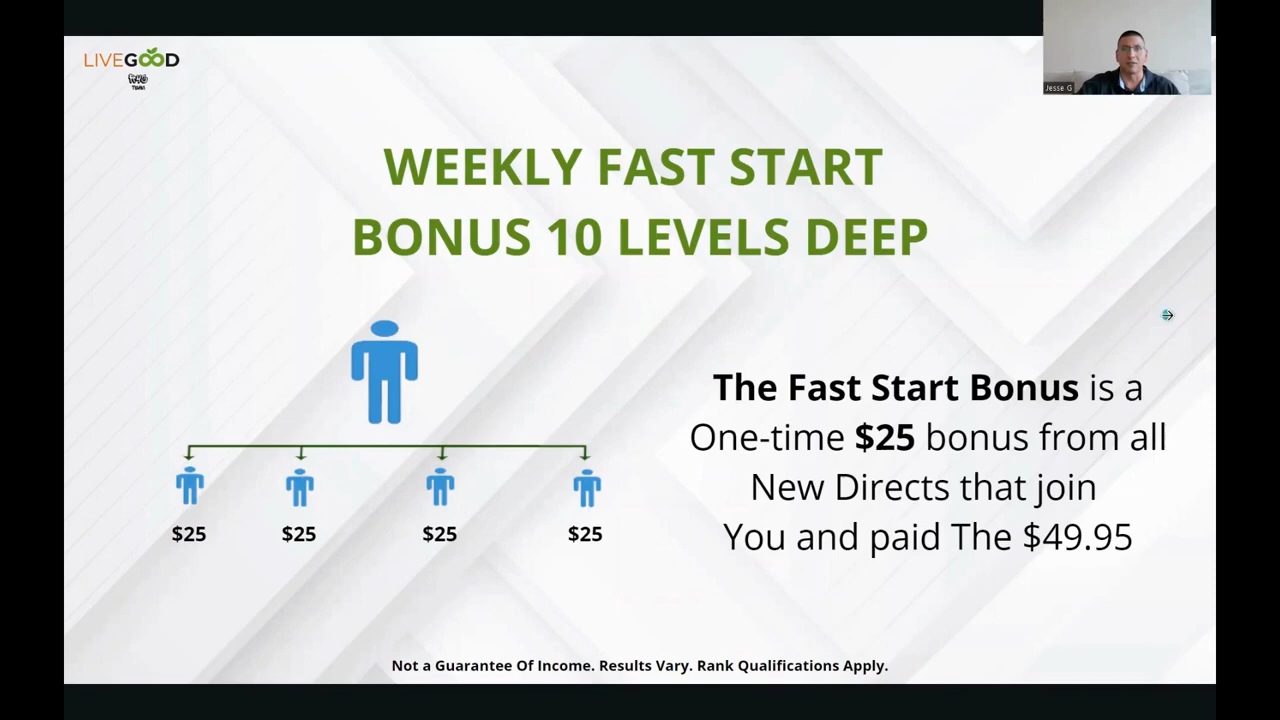 LIVEGOOD
TEAM
Jesse G
WEEKLY FAST START
BONUS 10 LEVELS DEEP
The Fast Start Bonus is a
One-time $25 bonus from all
New Directs that join
You and paid The $49.95
$25 $25 $25 $25
Not a Guarantee Of Income. Results Vary. Rank Qualifications Apply.